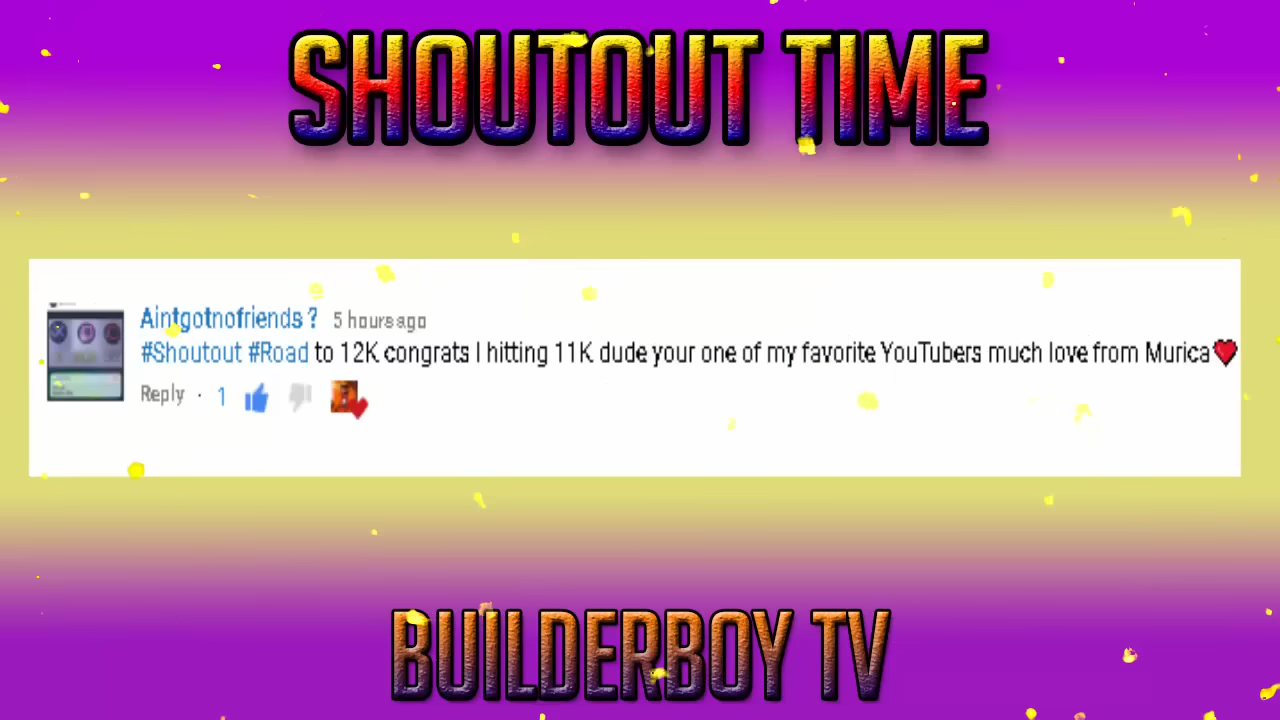 SHOUTOUT TIME
Aintgotnofriends ? 5 hours ago
#Shoutout #Road to 12K congrats I hitting 11K dude your one of my favorite YouTubers much love from Murica❤
Reply · 1
BUILDERBOY TV